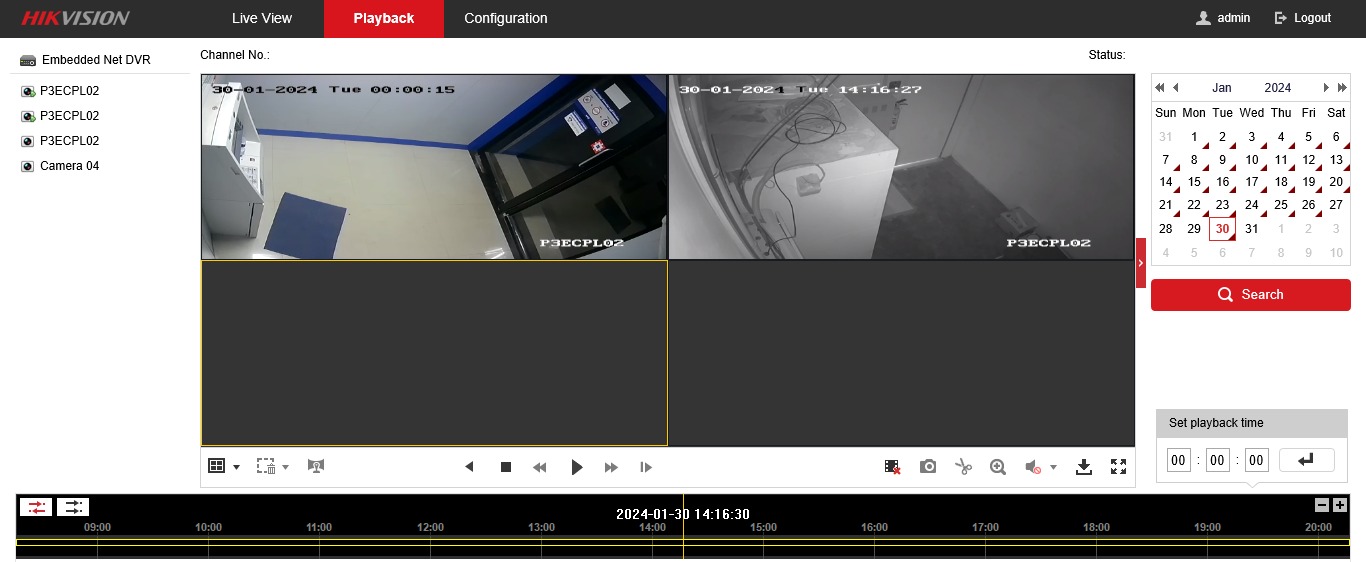 HIKVISION Live View Playback Configuration admin Logout
Embedded Net DVR
P3ECPL02
P3ECPL02
P3ECPL02
Camera 04
Channel No.: Status:
30-01-2024 Tue 00:00:15
P3ECPL02
30-01-2024 Tue 14:16:27
P3ECPL02
Jan 2024
Sun Mon Tue Wed Thu Fri Sat
31 1 2 3 4 5 6
7 8 9 10 11 12 13
14 15 16 17 18 19 20
21 22 23 24 25 26 27
28 29 30 31 1 2 3
4 5 6 7 8 9 10
Search
Set playback time
00 : 00 : 00
2024-01-30 14:16:30
09:00 10:00 11:00 12:00 13:00 14:00 15:00 16:00 17:00 18:00 19:00 20:00